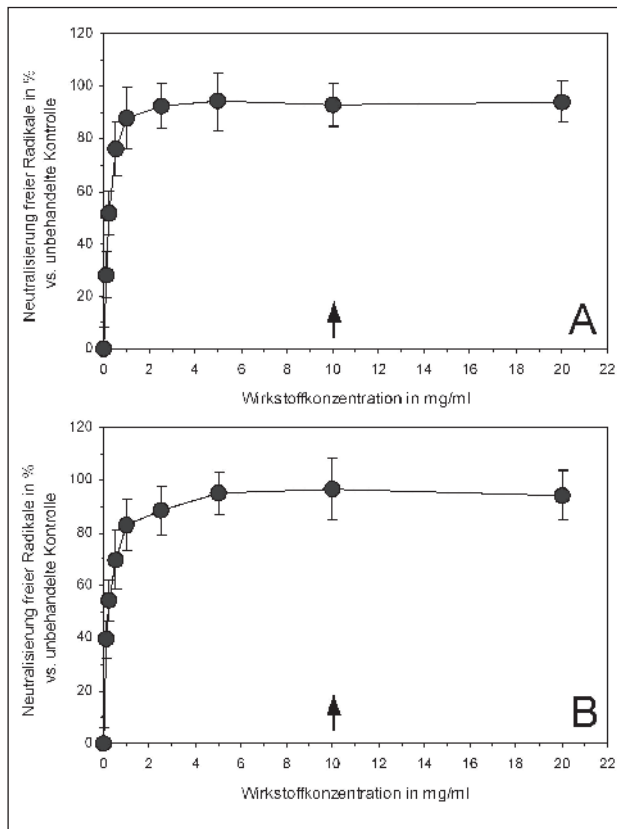 120
100
80
60
40
20
0
Neutralisierung freier Radikale in %
vs. unbehandelte Kontrolle
0 2 4 6 8 10 12 14 16 18 20 22
Wirkstoffkonzentration in mg/ml
A
120
100
80
60
40
20
0
Neutralisierung freier Radikale in %
vs. unbehandelte Kontrolle
0 2 4 6 8 10 12 14 16 18 20 22
Wirkstoffkonzentration in mg/ml
B